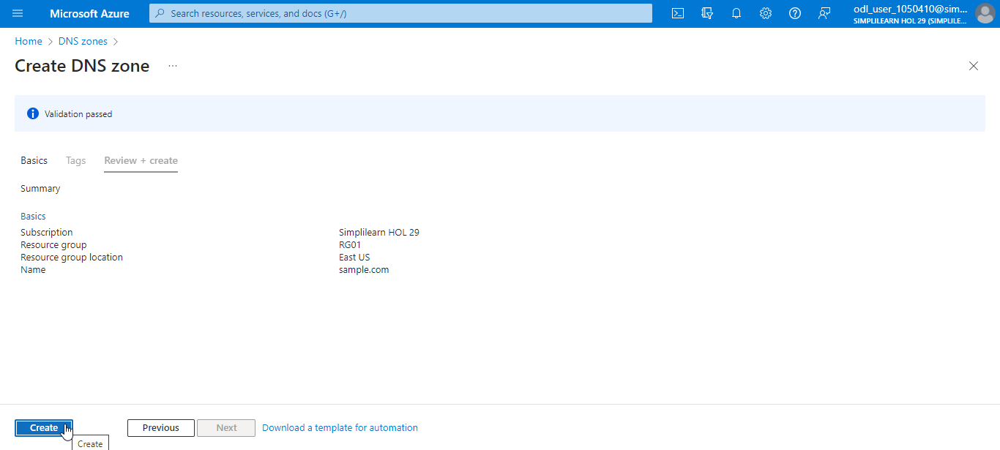 Microsoft Azure
Search resources, services, and docs (G+/)
odl_user_1050410@sim...
SIMPLILEARN HOL 29 (SIMPLILE...
Home > DNS zones >
Create DNS zone ...
Validation passed
Basics Tags Review + create
Summary
Basics
Subscription Simplilearn HOL 29
Resource group RG01
Resource group location East US
Name sample.com
Create Previous Next Download a template for automation
Create